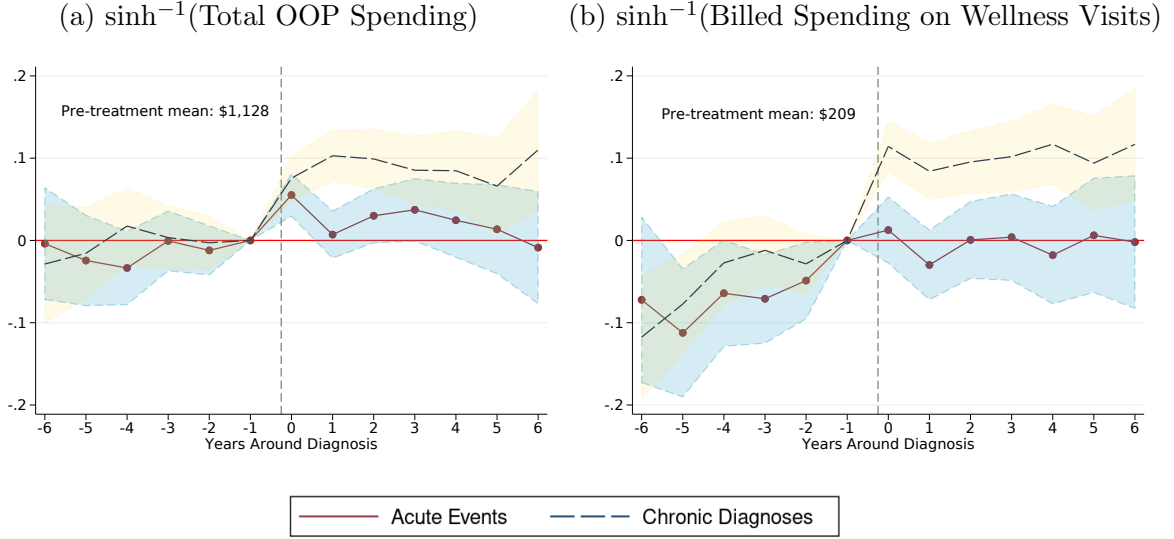 (a) sinh⁻¹(Total OOP Spending)
.2
.1
0
-.1
-.2
Pre-treatment mean: $1,128
-6 -5 -4 -3 -2 -1 0 1 2 3 4 5 6
Years Around Diagnosis
(b) sinh⁻¹(Billed Spending on Wellness Visits)
.2
.1
0
-.1
-.2
Pre-treatment mean: $209
-6 -5 -4 -3 -2 -1 0 1 2 3 4 5 6
Years Around Diagnosis
Acute Events Chronic Diagnoses